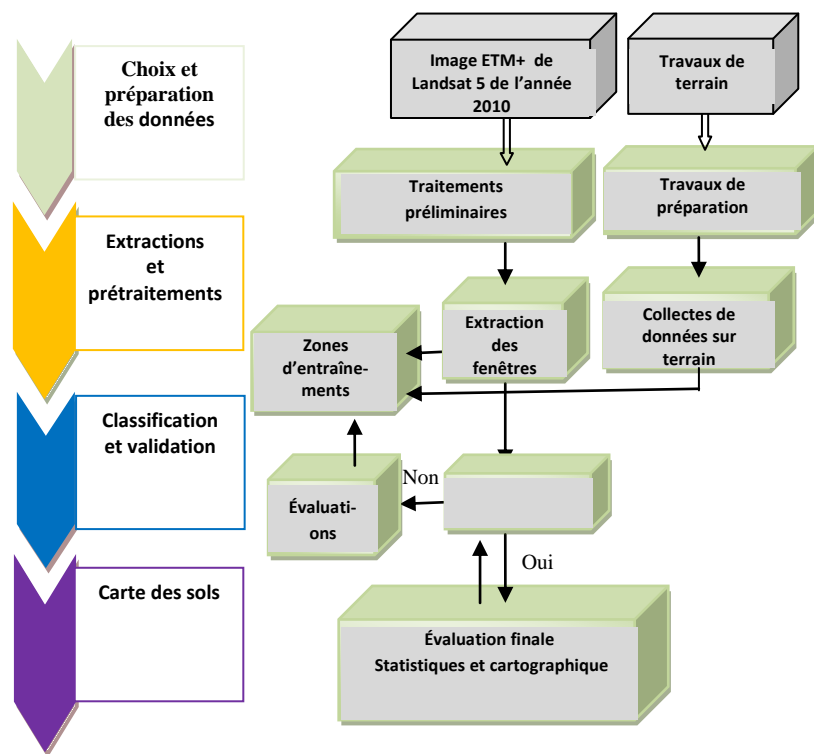 Choix et
préparation
des données
Extractions
et
prétraitements
Classification
et validation
Carte des sols
Image ETM+ de
Landsat 5 de l’année
2010
Travaux de
terrain
Traitements
préliminaires
Travaux de
préparation
Zones
d’entraîne-
ments
Extraction
des
fenêtres
Collectes de
données sur
terrain
Évaluati-
ons
Non
Oui
Évaluation finale
Statistiques et cartographique